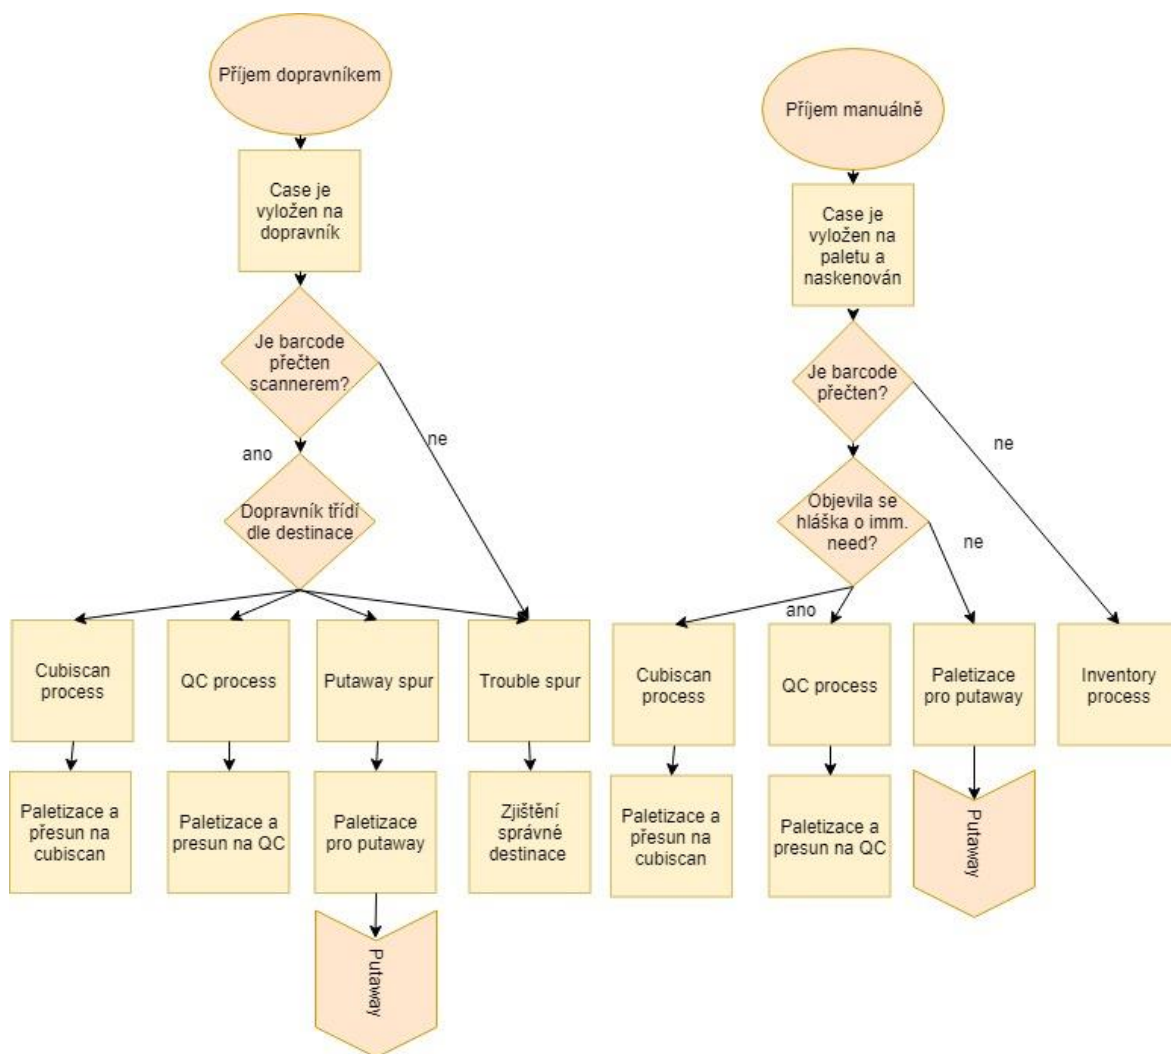 Příjem dopravníkem
Case je
vyložen na
dopravník
Je barcode
přečten
scannerem?
ano
ne
Dopravník třídí
dle destinace
Cubiscan
process
QC process
Putaway spur
Trouble spur
Paletizace a
přesun na
cubiscan
Paletizace a
presun na QC
Paletizace
pro putaway
Zjištění
správné
destinace
Putaway
Příjem manuálně
Case je
vyložen na
paletu a
naskenován
Je barcode
přečten?
ne
Objevila se
hláška o imm.
need?
ne
ano
Cubiscan
process
QC process
Paletizace
pro putaway
Inventory
process
Paletizace a
přesun na
cubiscan
Paletizace a
presun na QC
Putaway